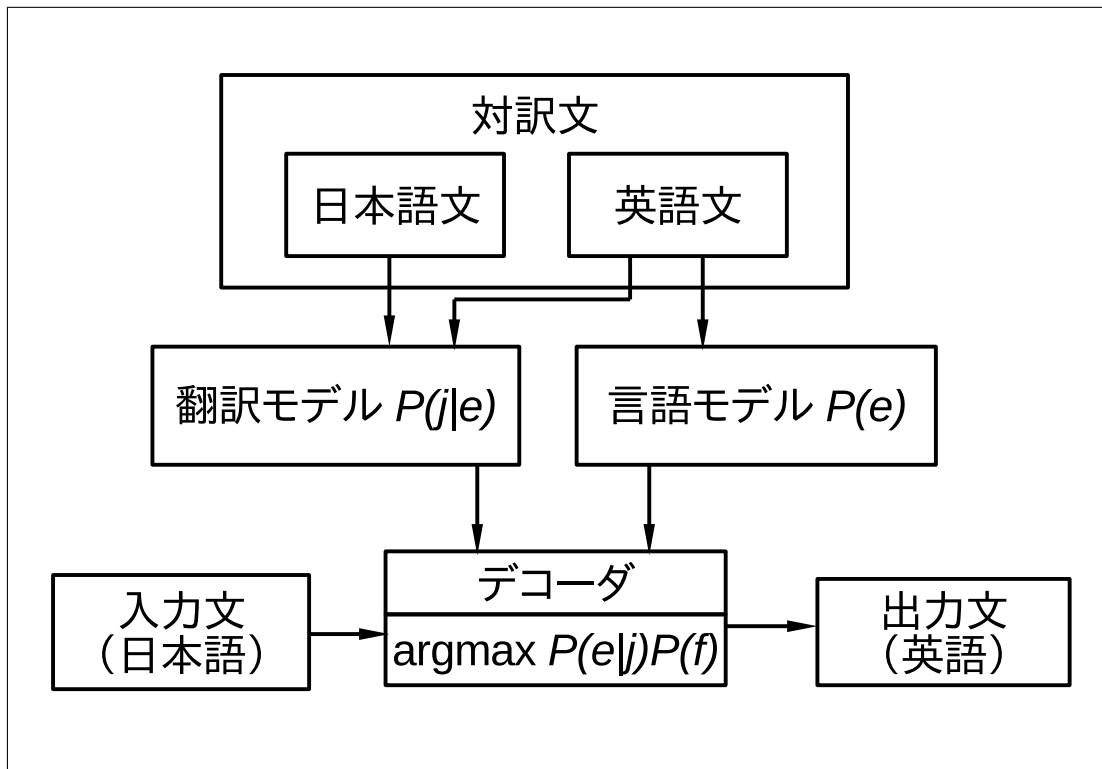 対訳文
日本語文
英語文
翻訳モデル P(j|e)
言語モデル P(e)
デコーダ
argmax P(e|j)P(f)
入力文
（日本語）
出力文
（英語）